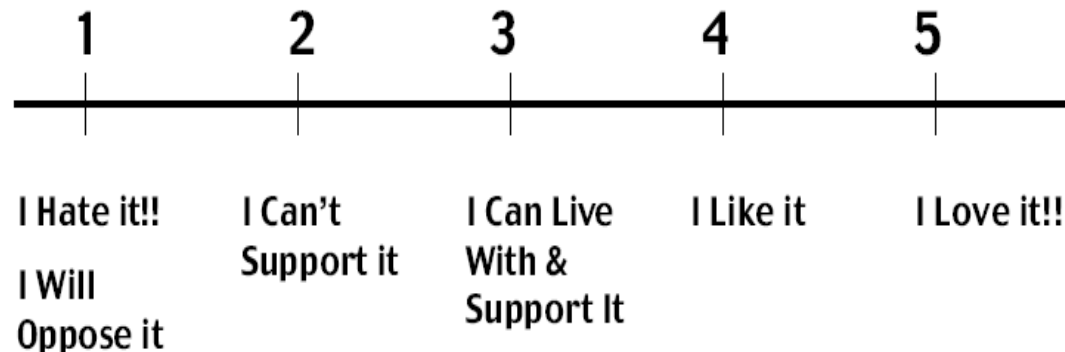 1 2 3 4 5
I Hate it!!
I Will
Oppose it
I Can't
Support it
I Can Live
With &
Support It
I Like it
I Love it!!